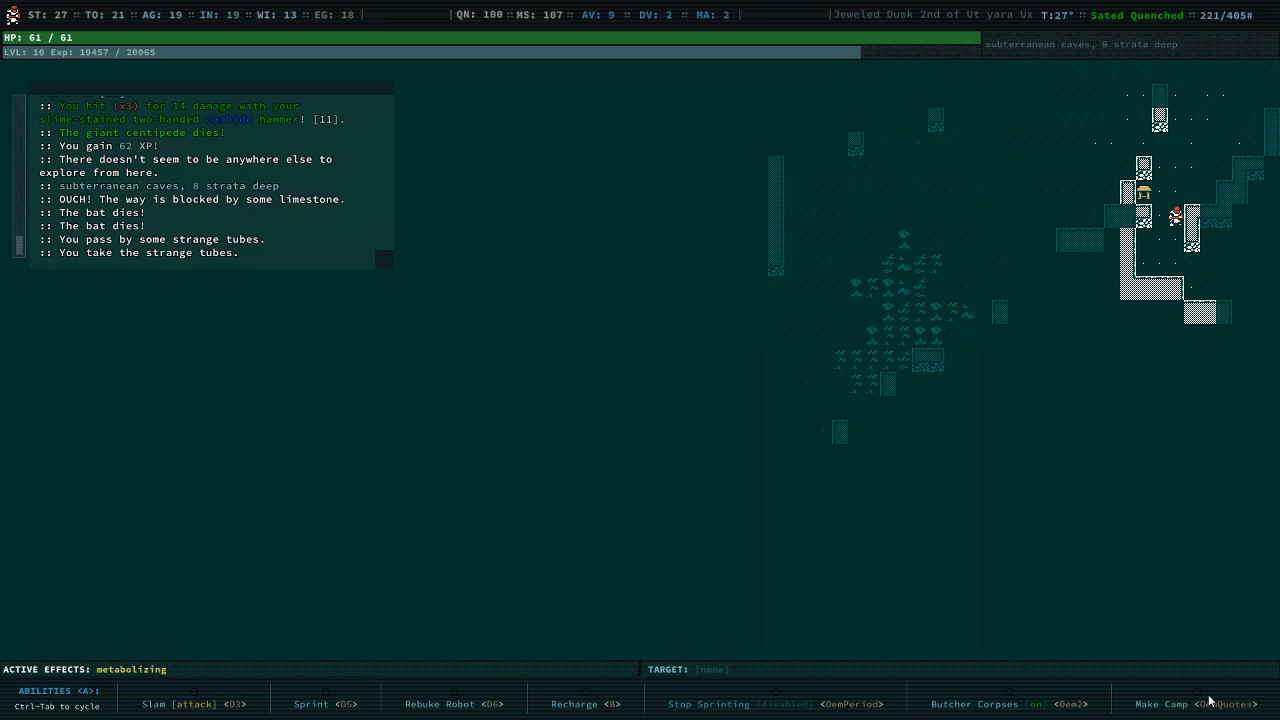 ST: 27 :: TO: 21 :: AG: 19 :: IN: 19 :: WI: 13 :: EG: 18
QN: 100 :: MS: 107 :: AV: 9 :: DV: 2 :: MA: 2
Jeweled Dusk 2nd of Ut yara Ux T:27° :: Sated Quenched :: 221/405#
HP: 61 / 61
LVL: 10 Exp: 19457 / 20065
subterranean caves, 8 strata deep
:: You hit (x3) for 14 damage with your
slime-stained two-handed carbide hammer! [11].
:: The giant centipede dies!
:: You gain 62 XP!
:: There doesn't seem to be anywhere else to
explore from here.
:: subterranean caves, 8 strata deep
:: OUCH! The way is blocked by some limestone.
:: The bat dies!
:: The bat dies!
:: You pass by some strange tubes.
:: You take the strange tubes.
ACTIVE EFFECTS: metabolizing
TARGET: [none]
ABILITIES <A>:
Ctrl-Tab to cycle
Slam [attack] <D3>
Sprint <D5>
Rebuke Robot <D6>
Recharge <B>
Stop Sprinting [disabled] <OemPeriod>
Butcher Corpses [on] <Oem2>
Make Camp <OemQuotes>